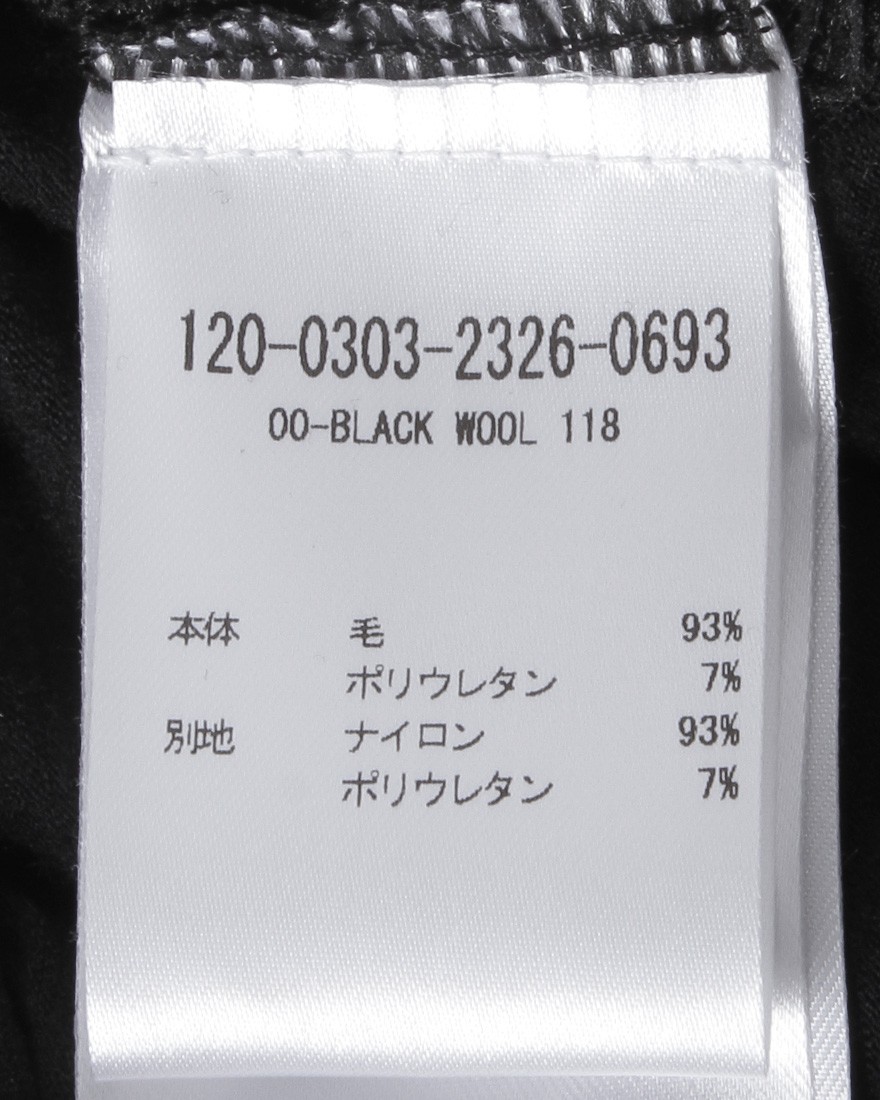 120-0303-2326-0693
00-BLACK WOOL 118
本体 毛 93%
ポリウレタン 7%
別地 ナイロン 93%
ポリウレタン 7%